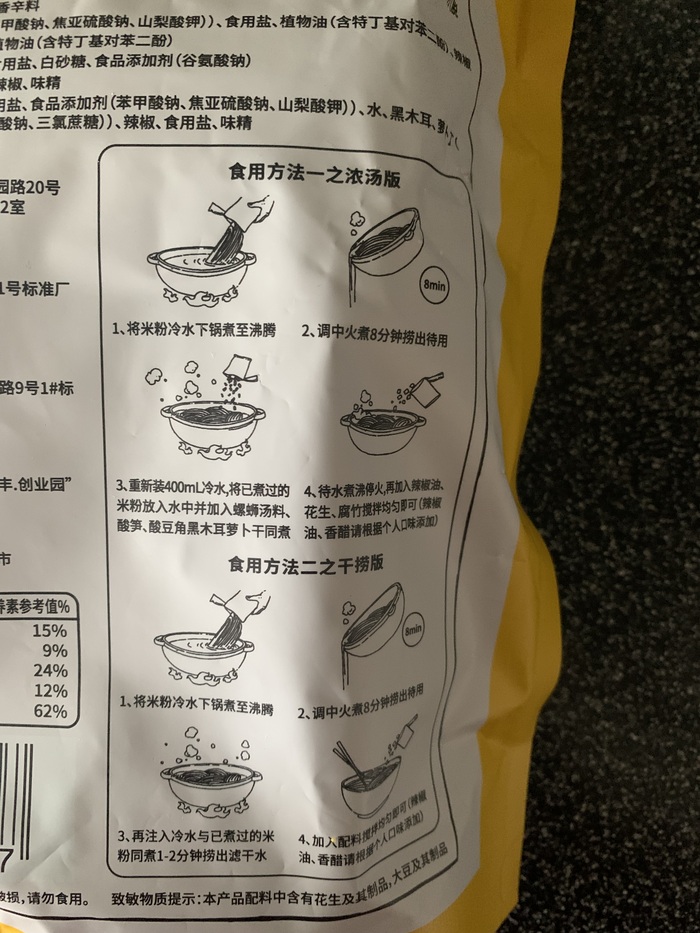 香辛料
甲酸钠、焦亚硫酸钠、山梨酸钾))、食用盐、植物油(含特丁基对苯二酚)、辣椒
植物油(含特丁基对苯二酚)
用盐、白砂糖、食品添加剂(谷氨酸钠)
辣椒、味精
用盐、食品添加剂(苯甲酸钠、焦亚硫酸钠、山梨酸钾))、水、黑木耳、萝卜
酸钠、三氯蔗糖))、辣椒、食用盐、味精
园路20号
2室
1号标准厂
路9号1#标
丰.创业园”
市
养素参考值%
15%
9%
24%
12%
62%
7
食用方法一之浓汤版
8min
1、将米粉冷水下锅煮至沸腾
2、调中火煮8分钟捞出待用
3、重新装400mL冷水,将已煮过的
米粉放入水中并加入螺蛳汤料、
酸笋、酸豆角黑木耳萝卜干同煮
4、待水煮沸停火,再加入辣椒油、
花生、腐竹搅拌均匀即可(辣椒
油、香醋请根据个人口味添加)
食用方法二之干捞版
8min
1、将米粉冷水下锅煮至沸腾
2、调中火煮8分钟捞出待用
3、再注入冷水与已煮过的米
粉同煮1-2分钟捞出滤干水
4、加入配料搅拌均匀即可(辣椒
油、香醋请根据个人口味添加)
破损,请勿食用。 致敏物质提示:本产品配料中含有花生及其制品,大豆及其制品